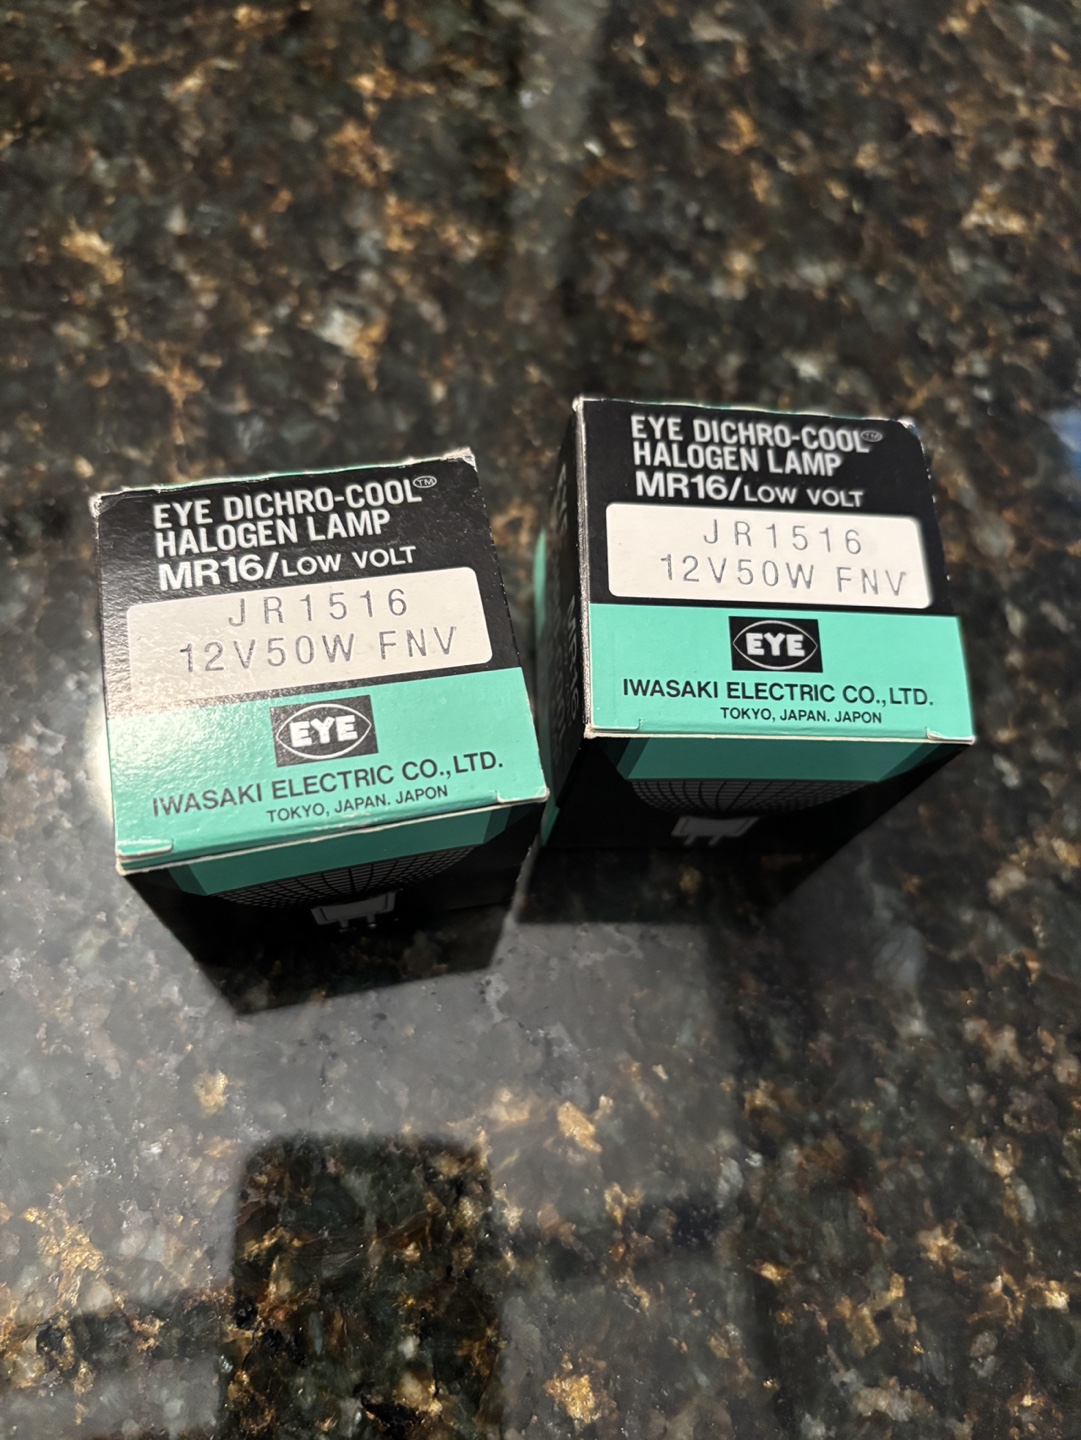 EYE DICHRO-COOL™
HALOGEN LAMP
MR16/LOW VOLT
JR1516
12V50W FNV
EYE
IWASAKI ELECTRIC CO.,LTD.
TOKYO, JAPAN. JAPON
EYE DICHRO-COOL™
HALOGEN LAMP
MR16/LOW VOLT
JR1516
12V50W FNV
EYE
IWASAKI ELECTRIC CO.,LTD.
TOKYO, JAPAN. JAPON